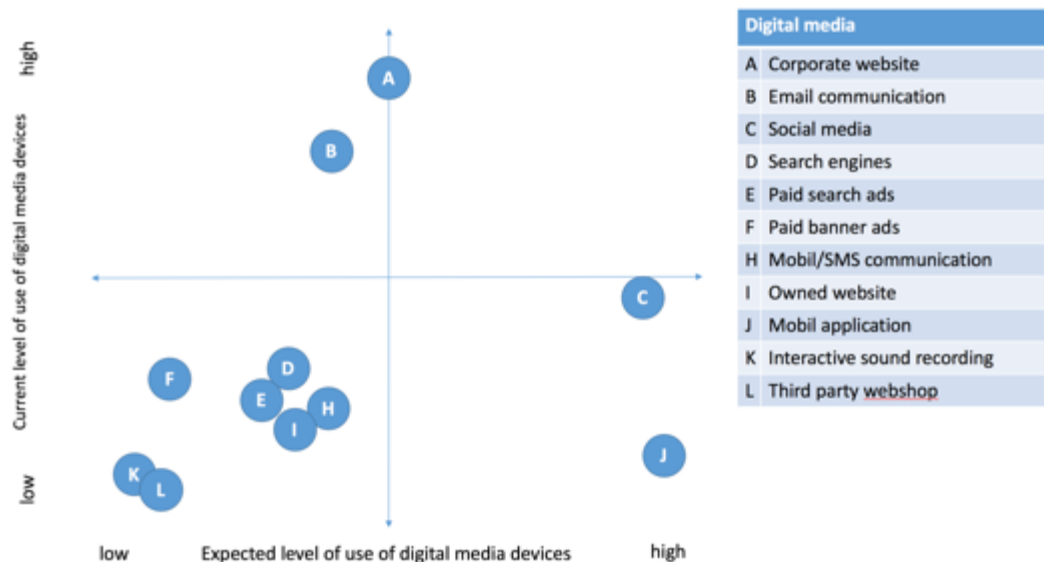 high
Current level of use of digital media devices
low
A
B
C
D
F
E
H
I
J
K
L
low Expected level of use of digital media devices high
Digital media
A Corporate website
B Email communication
C Social media
D Search engines
E Paid search ads
F Paid banner ads
H Mobil/SMS communication
I Owned website
J Mobil application
K Interactive sound recording
L Third party webshop